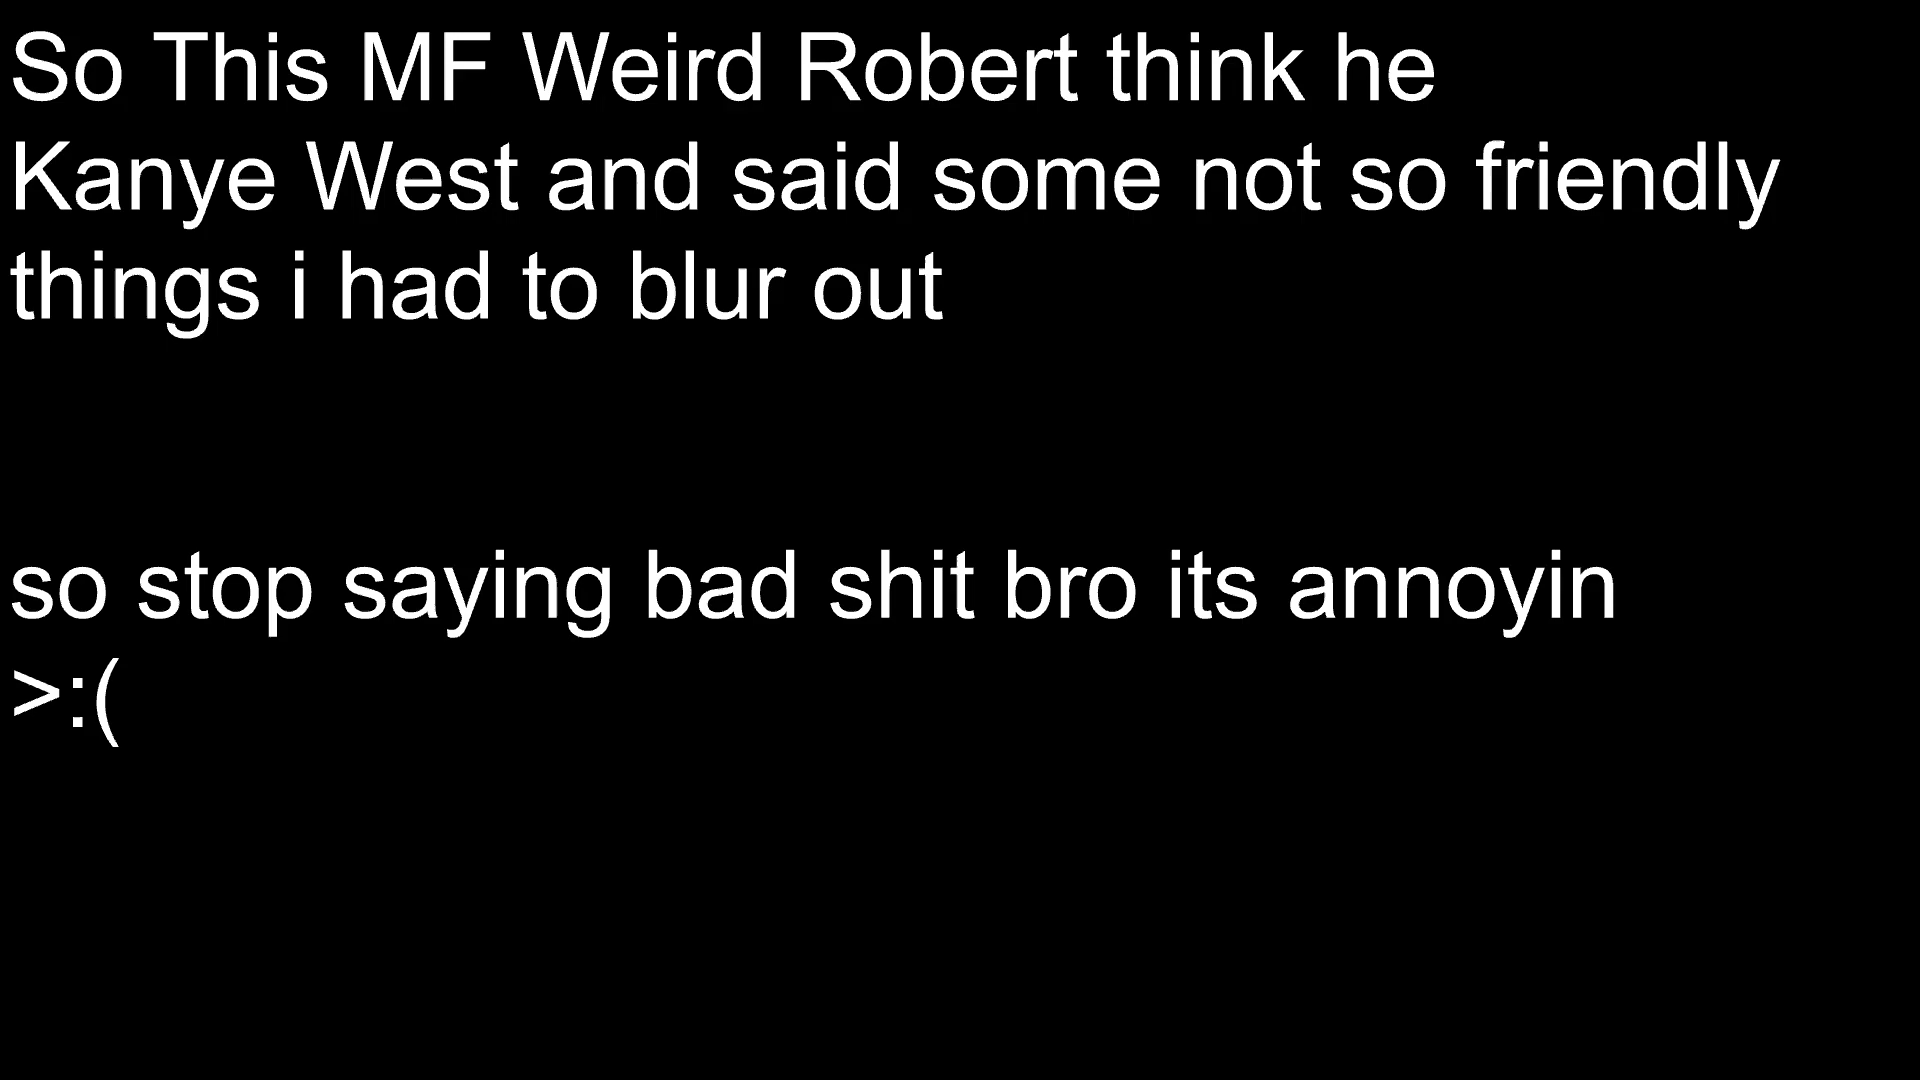 So This MF Weird Robert think he
Kanye West and said some not so friendly
things i had to blur out
so stop saying bad shit bro its annoyin
>:(